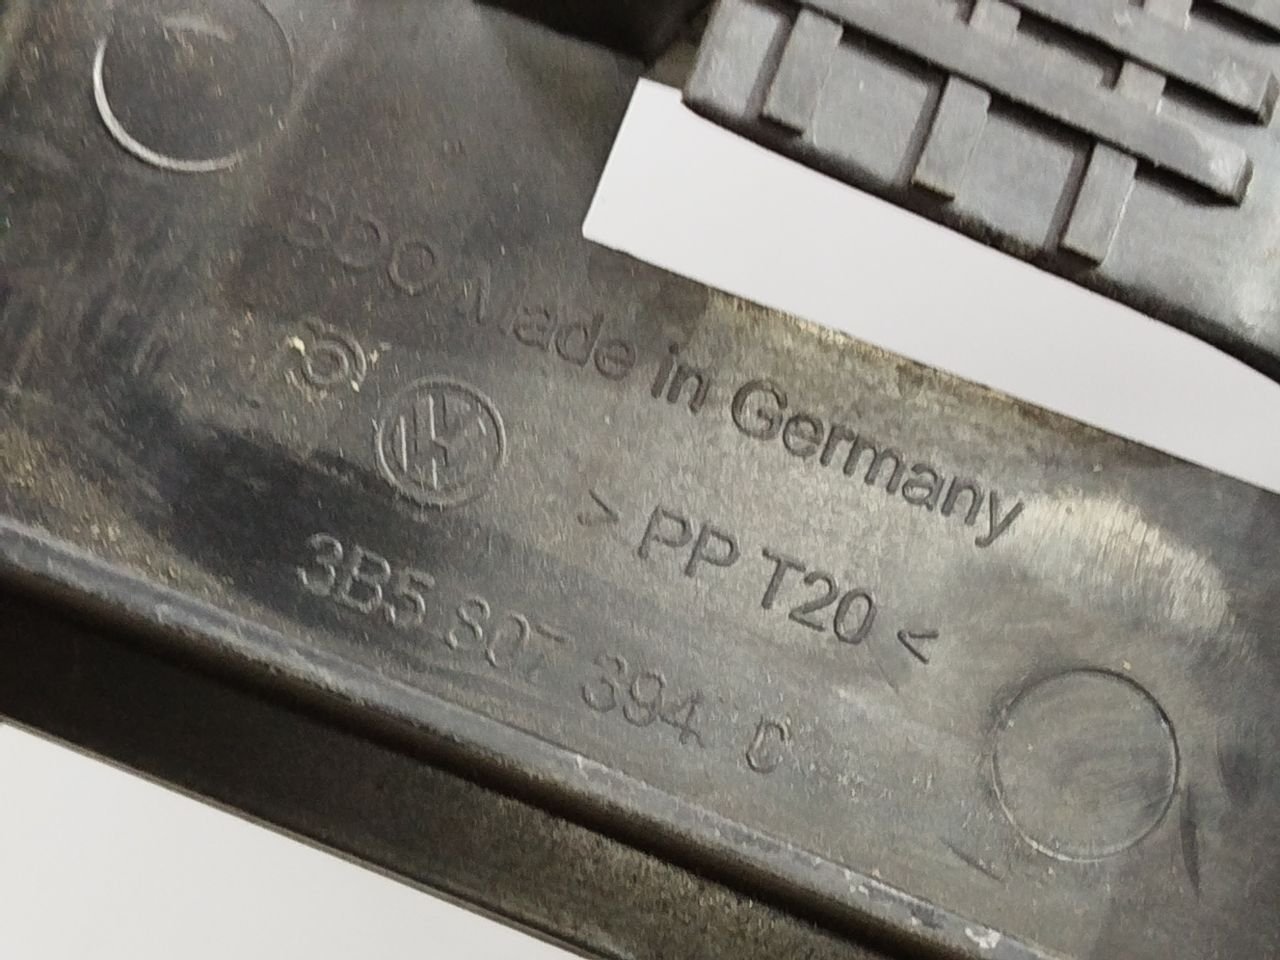 Made in Germany
>PP T20<
3B5 807 394 C